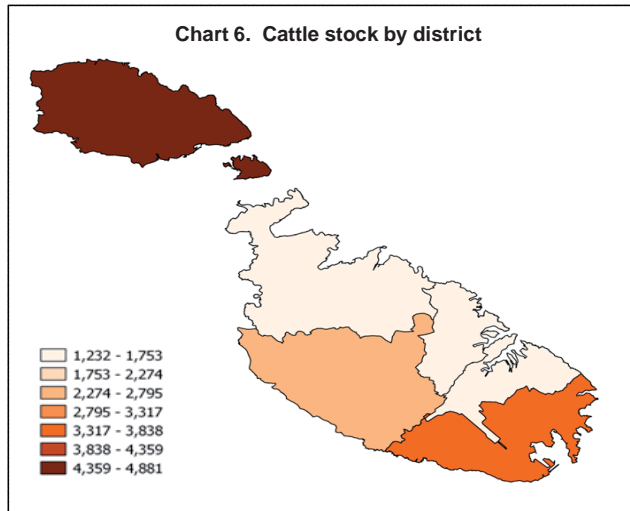 Chart 6. Cattle stock by district
1,232 - 1,753
1,753 - 2,274
2,274 - 2,795
2,795 - 3,317
3,317 - 3,838
3,838 - 4,359
4,359 - 4,881